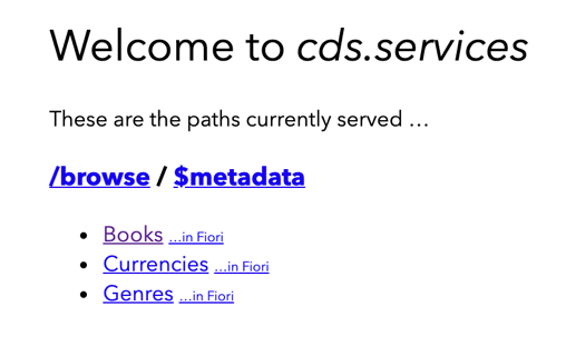 Welcome to cds.services
These are the paths currently served …
/browse / $metadata
Books ...in Fiori
Currencies ...in Fiori
Genres ...in Fiori